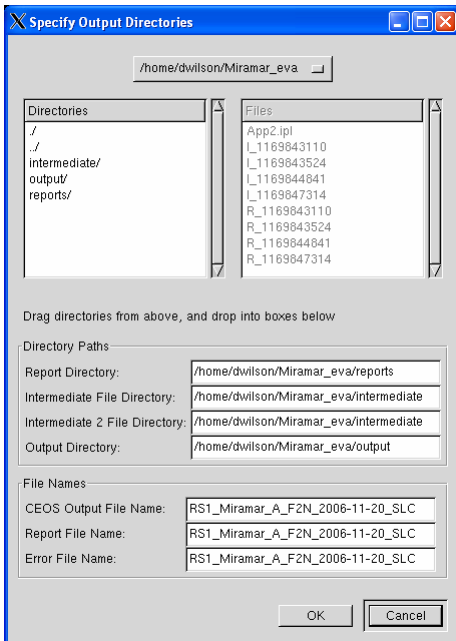 Specify Output Directories
/home/dwilson/Miramar_eva
Directories
./
../
intermediate/
output/
reports/
Files
App2.ipl
I_1169843110
I_1169843524
I_1169844841
I_1169847314
R_1169843110
R_1169843524
R_1169844841
R_1169847314
Drag directories from above, and drop into boxes below
Directory Paths
Report Directory: /home/dwilson/Miramar_eva/reports
Intermediate File Directory: /home/dwilson/Miramar_eva/intermediate
Intermediate 2 File Directory: /home/dwilson/Miramar_eva/intermediate
Output Directory: /home/dwilson/Miramar_eva/output
File Names
CEOS Output File Name: RS1_Miramar_A_F2N_2006-11-20_SLC
Report File Name: RS1_Miramar_A_F2N_2006-11-20_SLC
Error File Name: RS1_Miramar_A_F2N_2006-11-20_SLC
OK Cancel